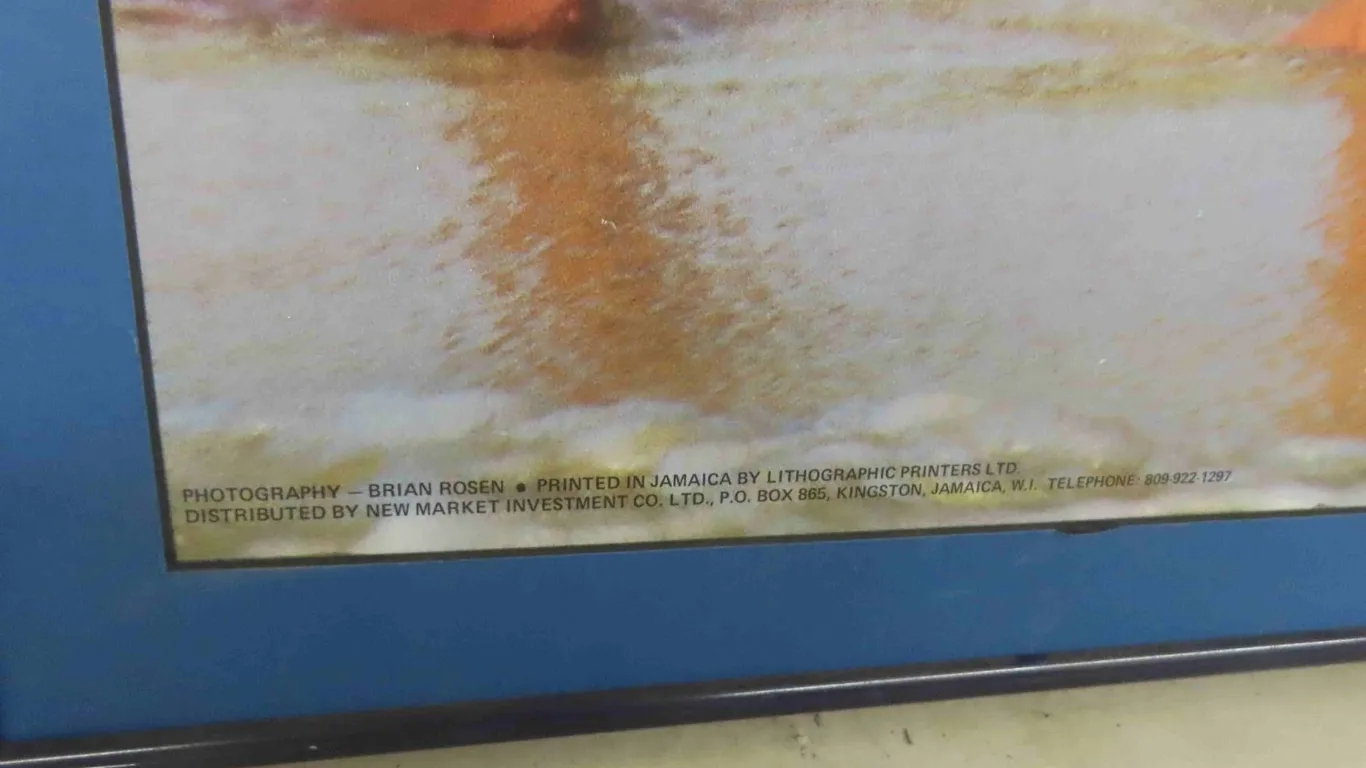 PHOTOGRAPHY — BRIAN ROSEN ● PRINTED IN JAMAICA BY LITHOGRAPHIC PRINTERS LTD.
DISTRIBUTED BY NEW MARKET INVESTMENT CO. LTD., P.O. BOX 865, KINGSTON, JAMAICA, W.I. TELEPHONE: 809-922-1297